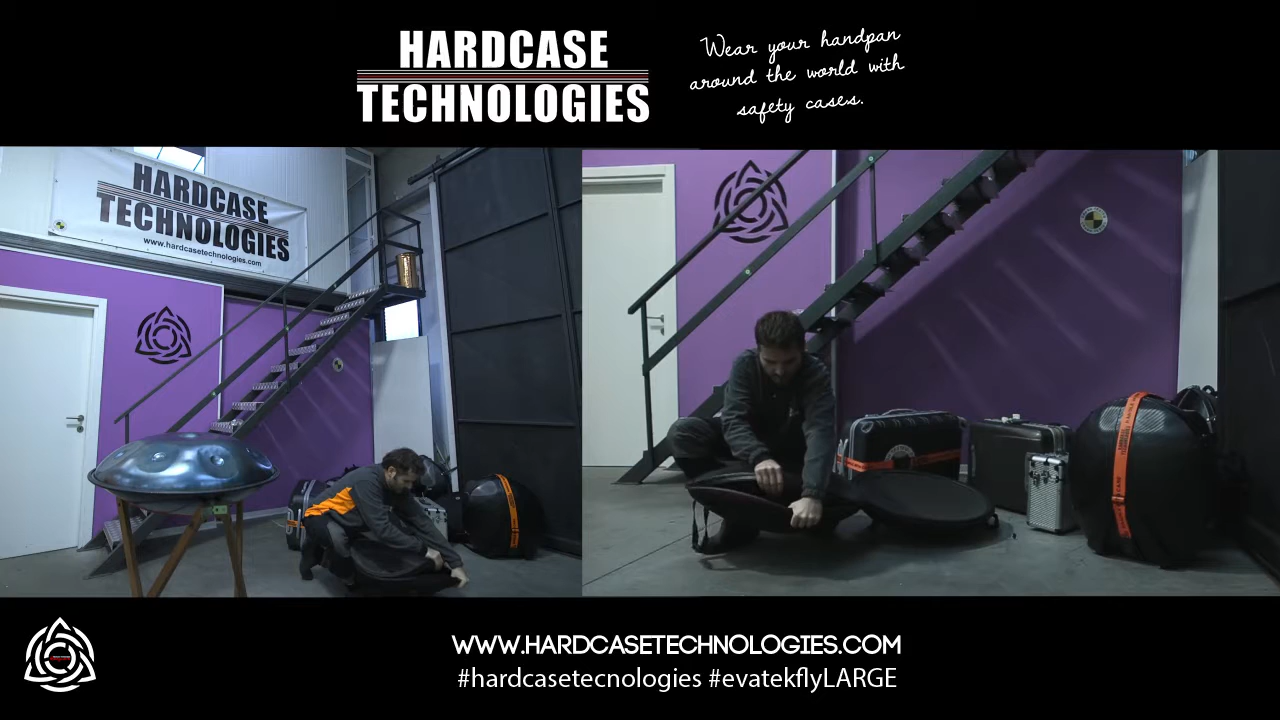 HARDCASE
TECHNOLOGIES
Wear your handpan
around the world with
safety cases.
HARDCASE
TECHNOLOGIES
www.hardcasetechnologies.com
WWW.HARDCASETECHNOLOGIES.COM
#hardcasetecnologies #evatekflyLARGE